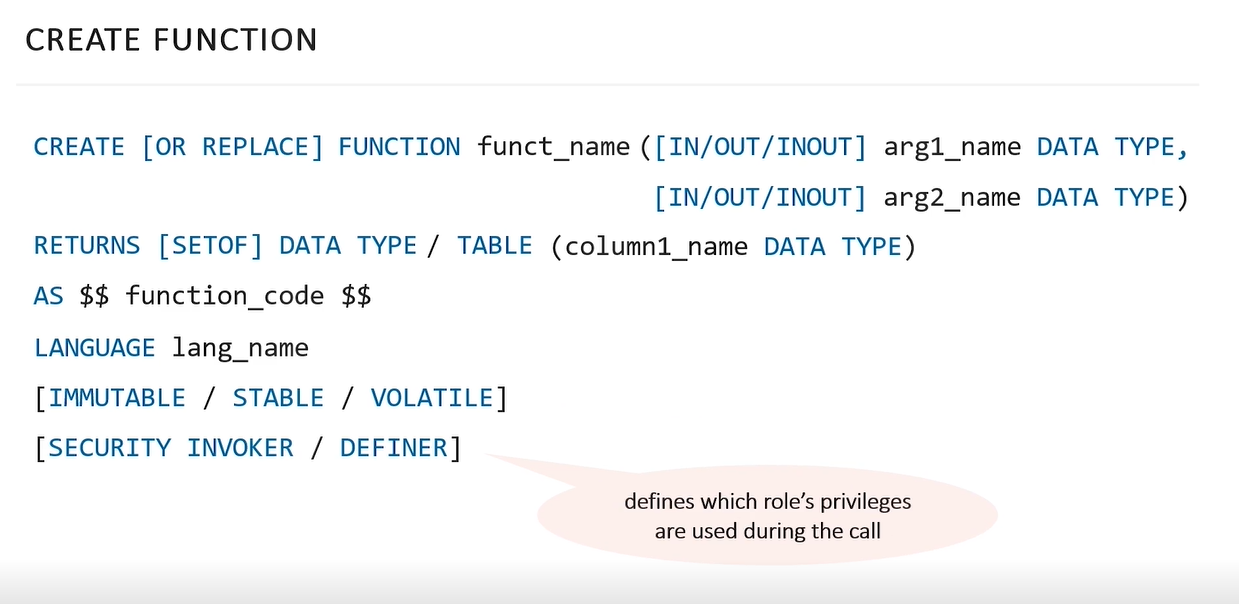 CREATE FUNCTION
CREATE [OR REPLACE] FUNCTION funct_name ([IN/OUT/INOUT] arg1_name DATA TYPE,
[IN/OUT/INOUT] arg2_name DATA TYPE)
RETURNS [SETOF] DATA TYPE / TABLE (column1_name DATA TYPE)
AS $$ function_code $$
LANGUAGE lang_name
[IMMUTABLE / STABLE / VOLATILE]
[SECURITY INVOKER / DEFINER]
defines which role’s privileges
are used during the call